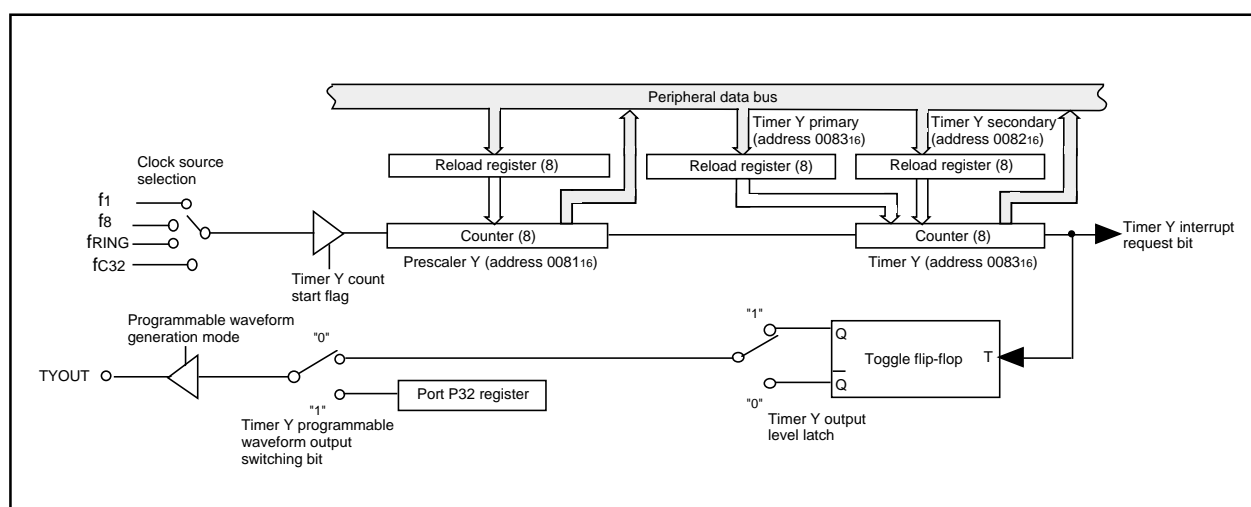 Peripheral data bus
Timer Y primary
(address 008316)
Timer Y secondary
(address 008216)
Clock source
selection
Reload register (8)
Reload register (8)
Reload register (8)
f1
f8
fRING
fC32
Counter (8)
Counter (8)
Timer Y interrupt
request bit
Prescaler Y (address 008116)
Timer Y (address 008316)
Timer Y count
start flag
Programmable waveform
generation mode
"0"
"1"
Q
Toggle flip-flop
T
TYOUT
Q
"1"
Port P32 register
"0"
Timer Y programmable
waveform output
switching bit
Timer Y output
level latch